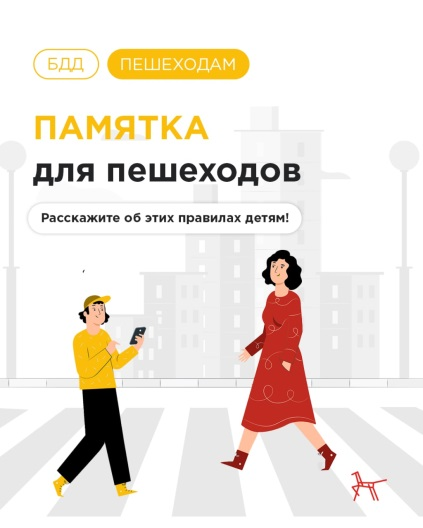 БДД ПЕШЕХОДАМ
ПАМЯТКА
для пешеходов
Расскажите об этих правилах детям!